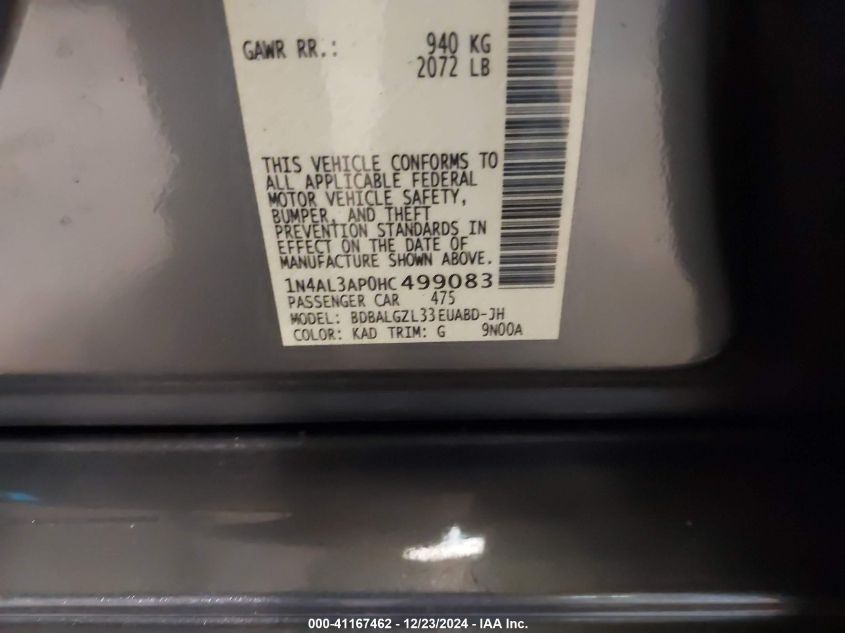 GAWR RR.: 940 KG
2072 LB
THIS VEHICLE CONFORMS TO
ALL APPLICABLE FEDERAL
MOTOR VEHICLE SAFETY,
BUMPER, AND THEFT
PREVENTION STANDARDS IN
EFFECT ON THE DATE OF
MANUFACTURE SHOWN ABOVE.
1N4AL3AP0HC499083
PASSENGER CAR 475
MODEL: BDBALGZL33EUABD-JH
COLOR: KAD TRIM: G 9N00A
000-41167462 - 12/23/2024 - IAA Inc.